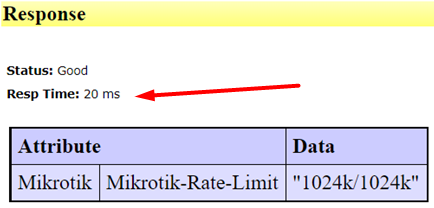 Response
Status: Good
Resp Time: 20 ms
Attribute Data
Mikrotik Mikrotik-Rate-Limit "1024k/1024k"